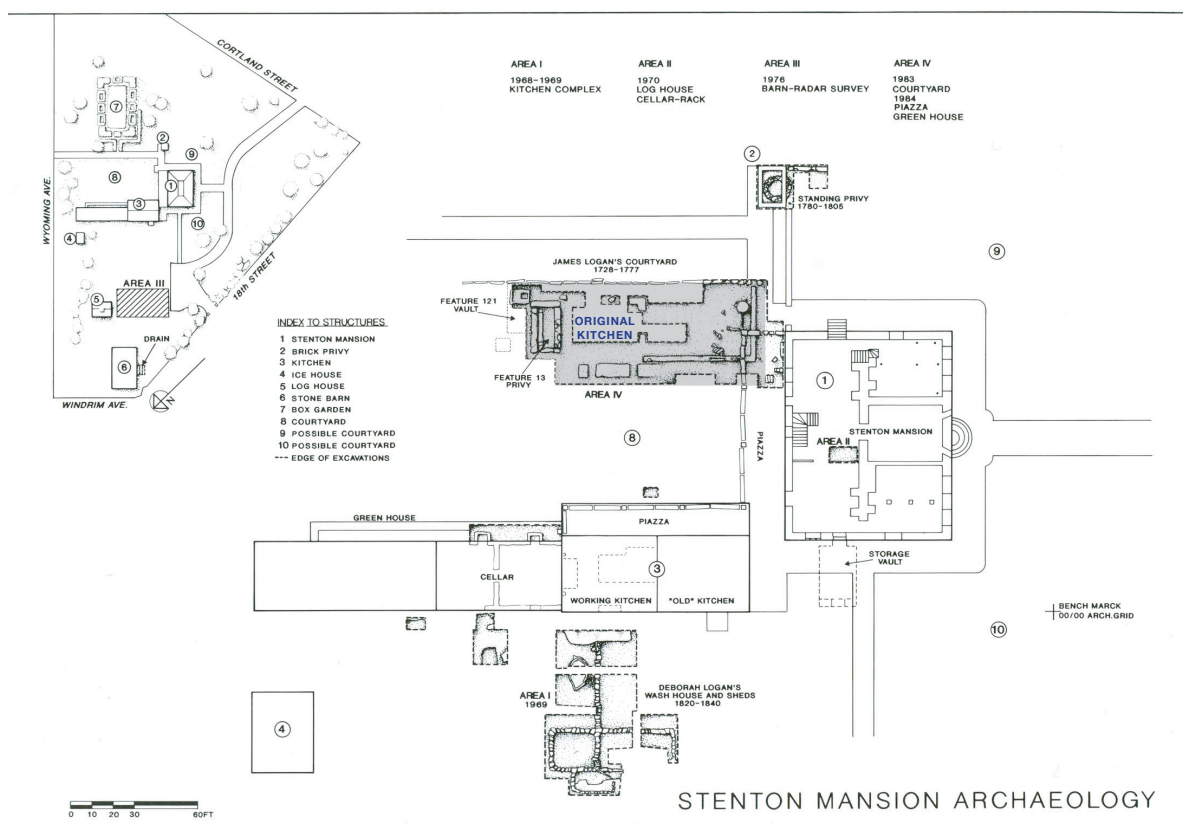 CORTLAND STREET
WYOMING AVE.
18th STREET
WINDRIM AVE.
N
7
2
9
8
1
3
10
4
AREA III
5
DRAIN
6
AREA I
1968-1969
KITCHEN COMPLEX
AREA II
1970
LOG HOUSE
CELLAR-RACK
AREA III
1976
BARN-RADAR SURVEY
AREA IV
1983
COURTYARD
1984
PIAZZA
GREEN HOUSE
INDEX TO STRUCTURES
1 STENTON MANSION
2 BRICK PRIVY
3 KITCHEN
4 ICE HOUSE
5 LOG HOUSE
6 STONE BARN
7 BOX GARDEN
8 COURTYARD
9 POSSIBLE COURTYARD
10 POSSIBLE COURTYARD
--- EDGE OF EXCAVATIONS
2
STANDING PRIVY
1780-1805
9
JAMES LOGAN'S COURTYARD
1728-1777
FEATURE 121
VAULT
ORIGINAL
KITCHEN
FEATURE 13
PRIVY
AREA IV
8
PIAZZA
1
STENTON MANSION
AREA II
GREEN HOUSE
PIAZZA
CELLAR
3
WORKING KITCHEN
"OLD" KITCHEN
STORAGE
VAULT
BENCH MARCK
00/00 ARCH.GRID
10
AREA I
1969
DEBORAH LOGAN'S
WASH HOUSE AND SHEDS
1820-1840
4
0 10 20 30 60FT
STENTON MANSION ARCHAEOLOGY